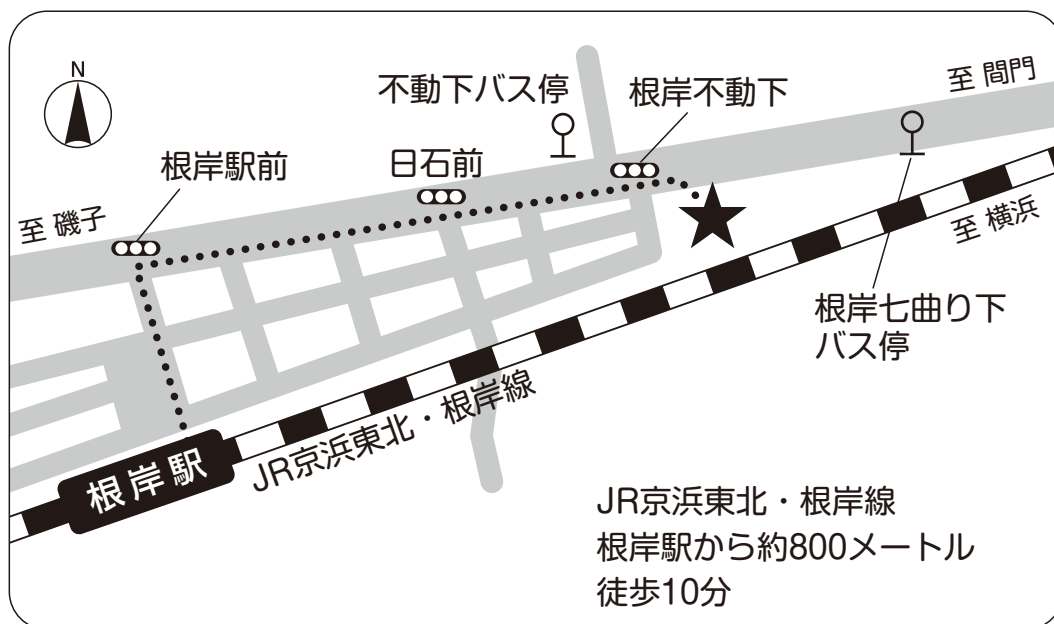 N
不動下バス停
根岸不動下
至 間門
根岸駅前
日石前
至 磯子
至 横浜
根岸七曲り下
バス停
JR京浜東北・根岸線
根岸駅
JR京浜東北・根岸線
根岸駅から約800メートル
徒歩10分